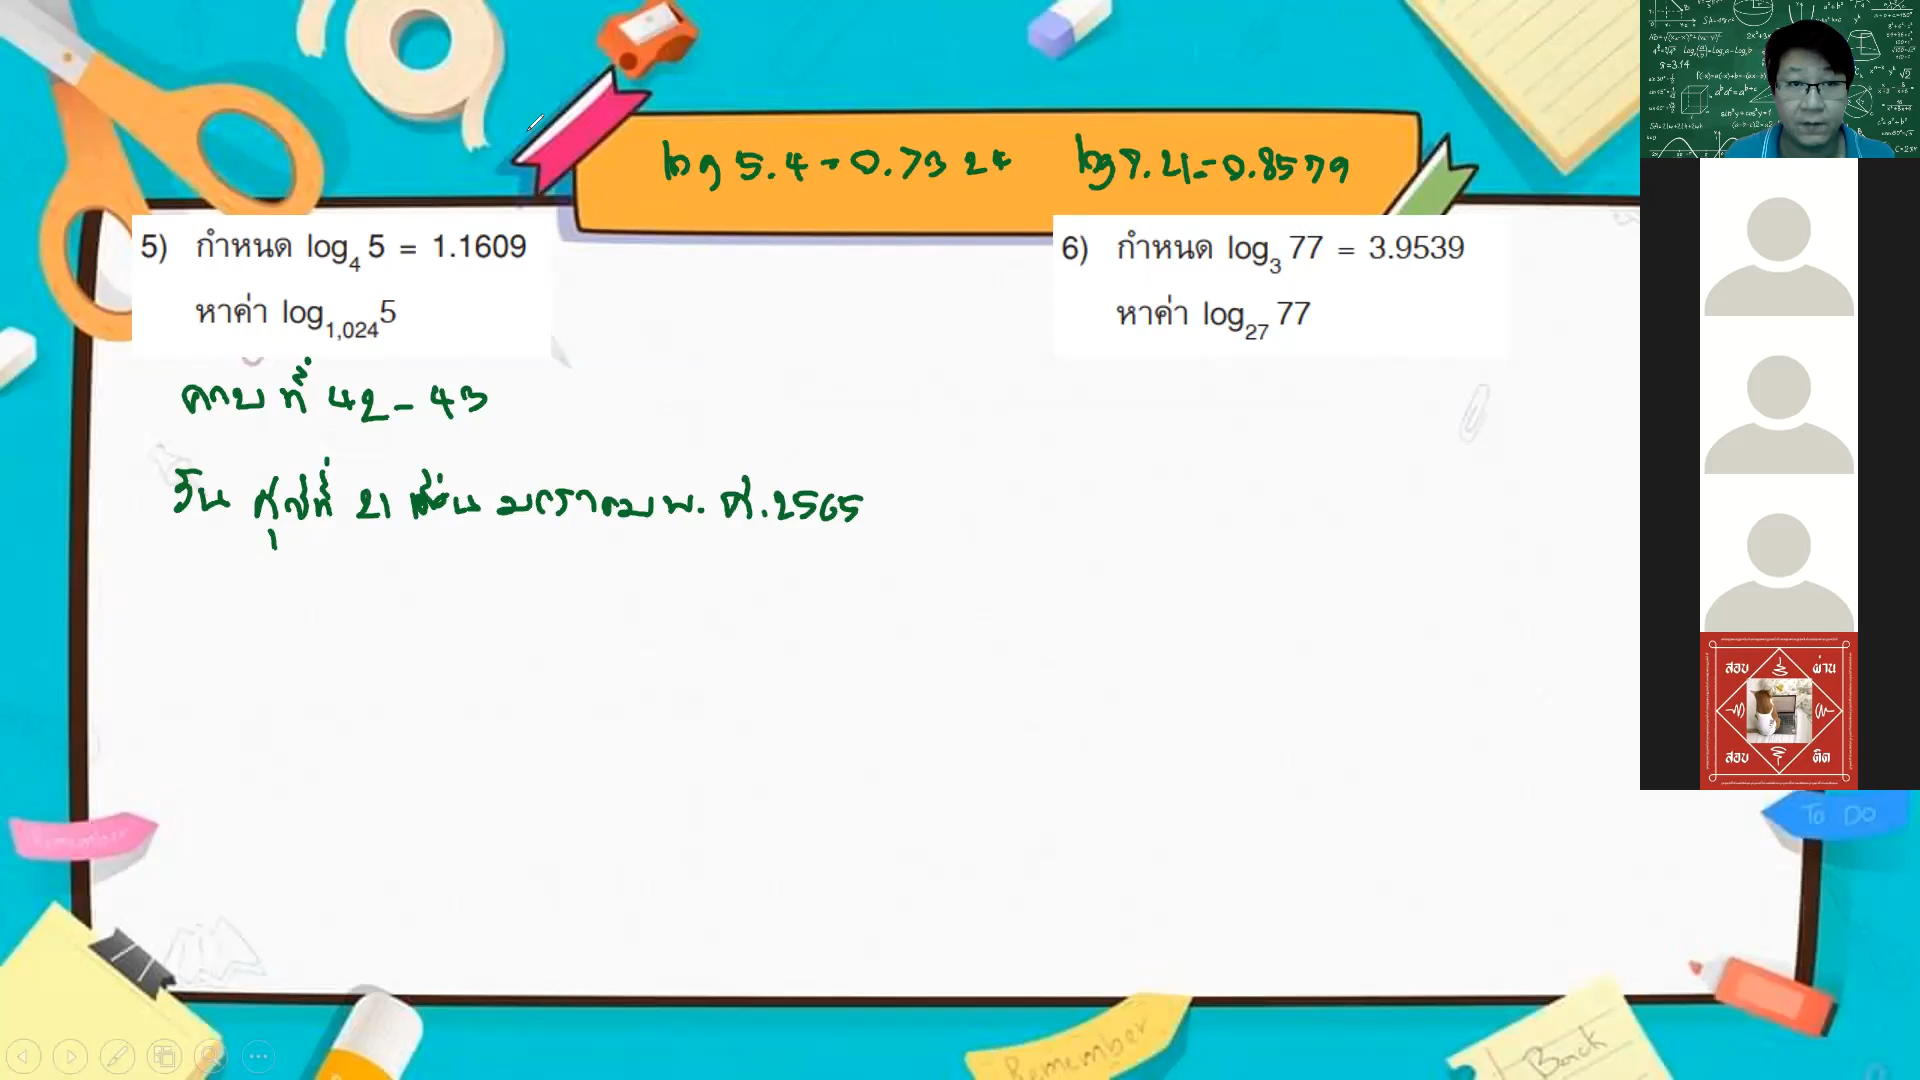 log 5.4 = 0.7324 log 7.21 = 0.8579
5) กำหนด log₄ 5 = 1.1609
หาค่า log₁,₀₂₄ 5
6) กำหนด log₃ 77 = 3.9539
หาค่า log₂₇ 77
คาบที่ 42 - 43
วัน ศุกร์ที่ 21 เดือน มกราคม พ.ศ. 2565
สอบ ผ่าน
สอบ ติด
Remember
TO DO
Remember
Back